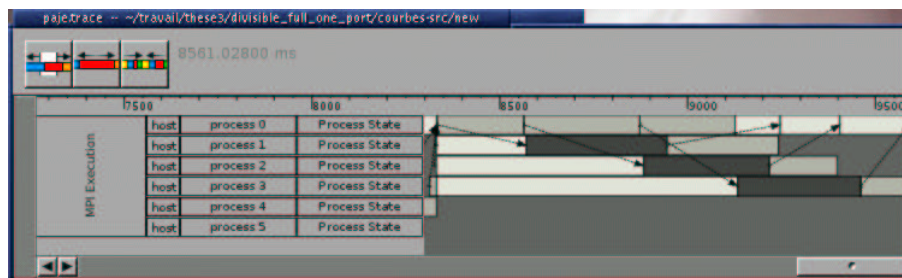 paje.trace -- ~/travail/these3/divisible_full_one_port/courbes-src/new
8561.02800 ms
7500 8000 8500 9000 9500
MPI Execution
host process 0 Process State
host process 1 Process State
host process 2 Process State
host process 3 Process State
host process 4 Process State
host process 5 Process State